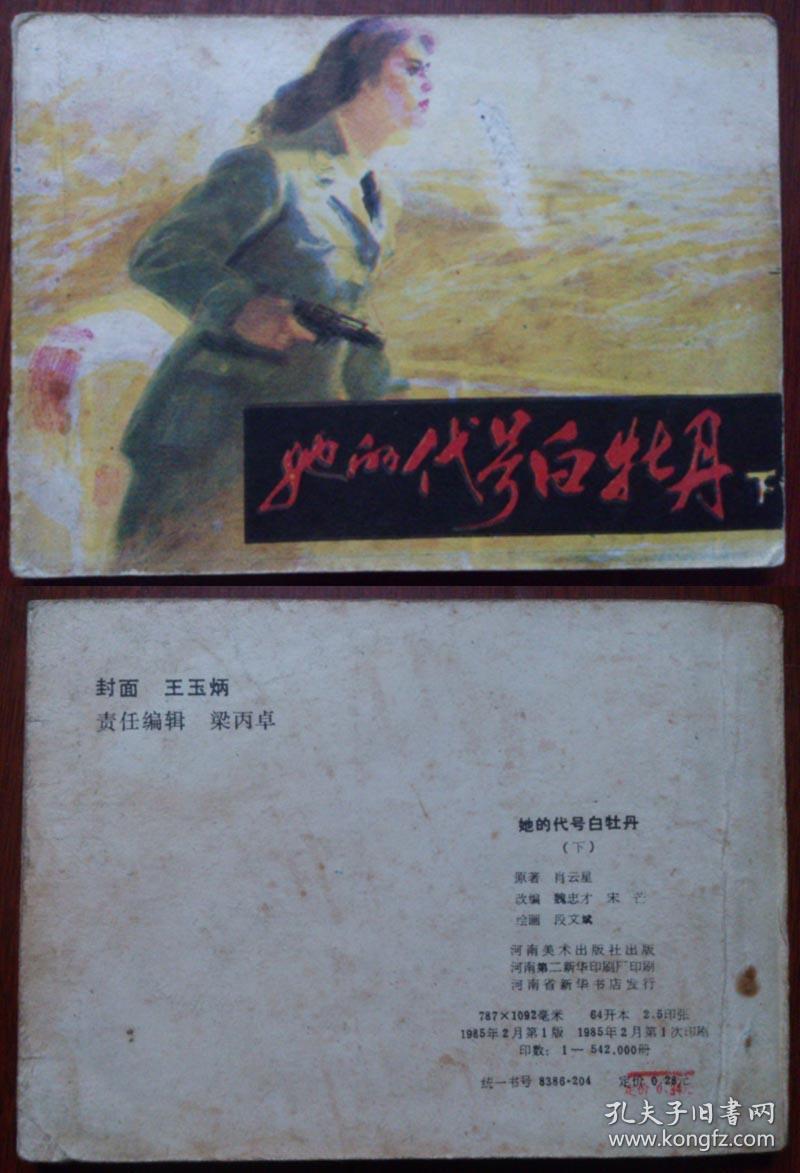 她的代号白牡丹 下
封面 王玉炳
责任编辑 梁丙卓
她的代号白牡丹
(下)
原著 肖云星
改编 魏忠才 宋芒
绘画 段文斌
河南美术出版社出版
河南第二新华印刷厂印刷
河南省新华书店发行
787×1092毫米 64开本 2.5印张
1985年2月第1版 1985年2月第1次印刷
印数：1—542,000册
统一书号 8386·204 定价 0.28元
定价 0.34
孔夫子旧书网
www.kongfz.com